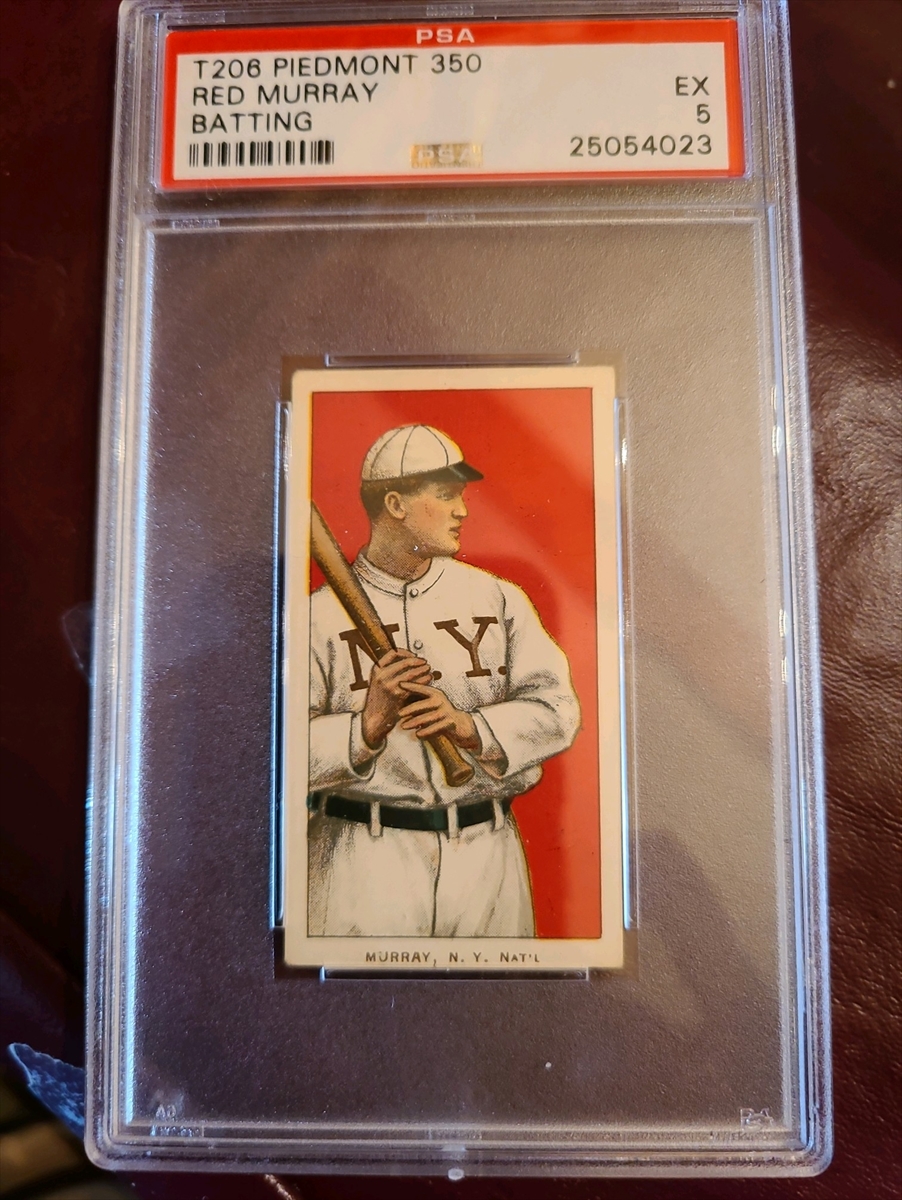 PSA
T206 PIEDMONT 350
RED MURRAY
EX
BATTING
5
PSA
25054023
N.Y.
MURRAY, N. Y. NAT'L